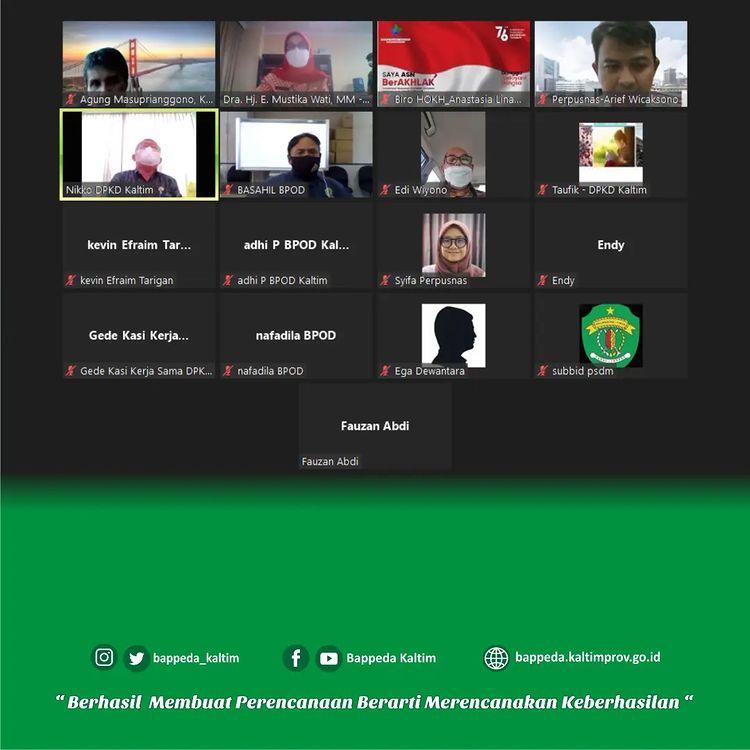 76
SAYA ASN
BerAKHLAK
Agung Masuprianggono, K...
Dra. Hj. E. Mustika Wati, MM -...
Biro HOKH_Anastasia Lina...
Perpusnas-Arief Wicaksono
Nikko DPKD Kaltim
BASAHIL BPOD
Edi Wiyono
Taufik - DPKD Kaltim
kevin Efraim Tar...
adhi P BPOD Kal...
Endy
kevin Efraim Tarigan
adhi P BPOD Kaltim
Syifa Perpusnas
Endy
Gede Kasi Kerja...
nafadila BPOD
Gede Kasi Kerja Sama DPK...
nafadila BPOD
Ega Dewantara
subbid psdm
Fauzan Abdi
Fauzan Abdi
bappeda_kaltim
Bappeda Kaltim
bappeda.kaltimprov.go.id
“ Berhasil Membuat Perencanaan Berarti Merencanakan Keberhasilan “